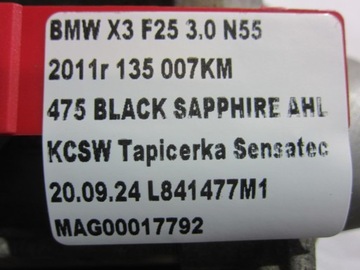 BMW X3 F25 3,0 N55
2011r 135 007KM
475 BLACK SAPPHIRE AHL
KCSW Tapicerka Sensatec
20.09.24 L841477M1
MAG00017792